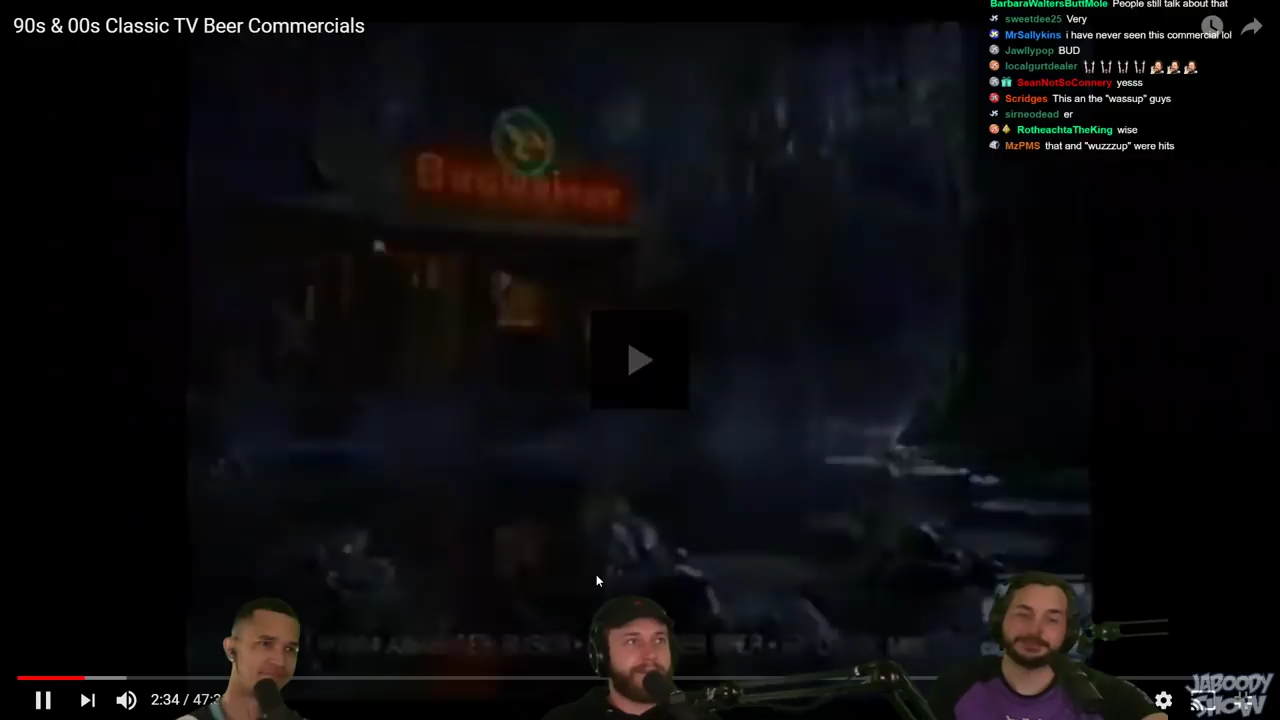 90s & 00s Classic TV Beer Commercials
BarbaraWaltersButtMole People still talk about that
sweetdee25 Very
MrSallykins i have never seen this commercial lol
Jawllypop BUD
localgurtdealer
SeanNotSoConnery yesss
Scridges This an the "wassup" guys
sirneodead er
RotheachtaTheKing wise
MzPMS that and "wuzzzup" were hits
Budweiser
2:34 / 47:3
JABOODY
SHOW